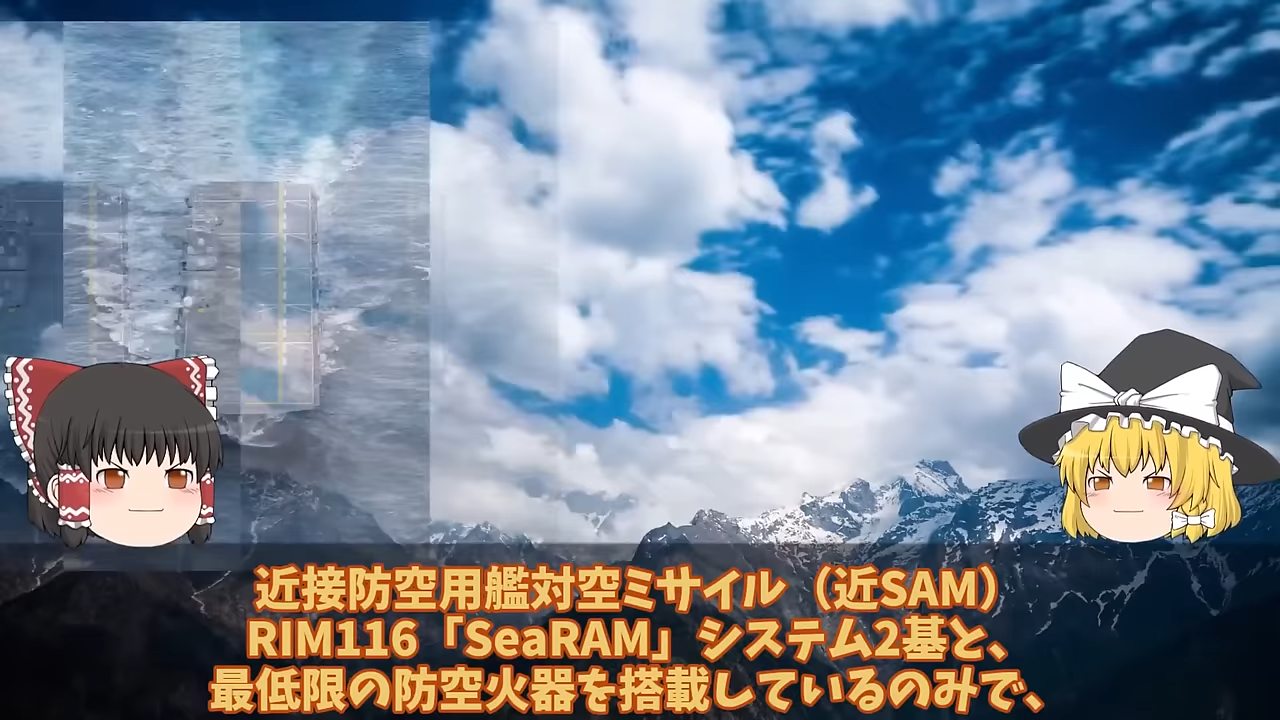 近接防空用艦対空ミサイル（近SAM）
RIM116「SeaRAM」システム2基と、
最低限の防空火器を搭載しているのみで、